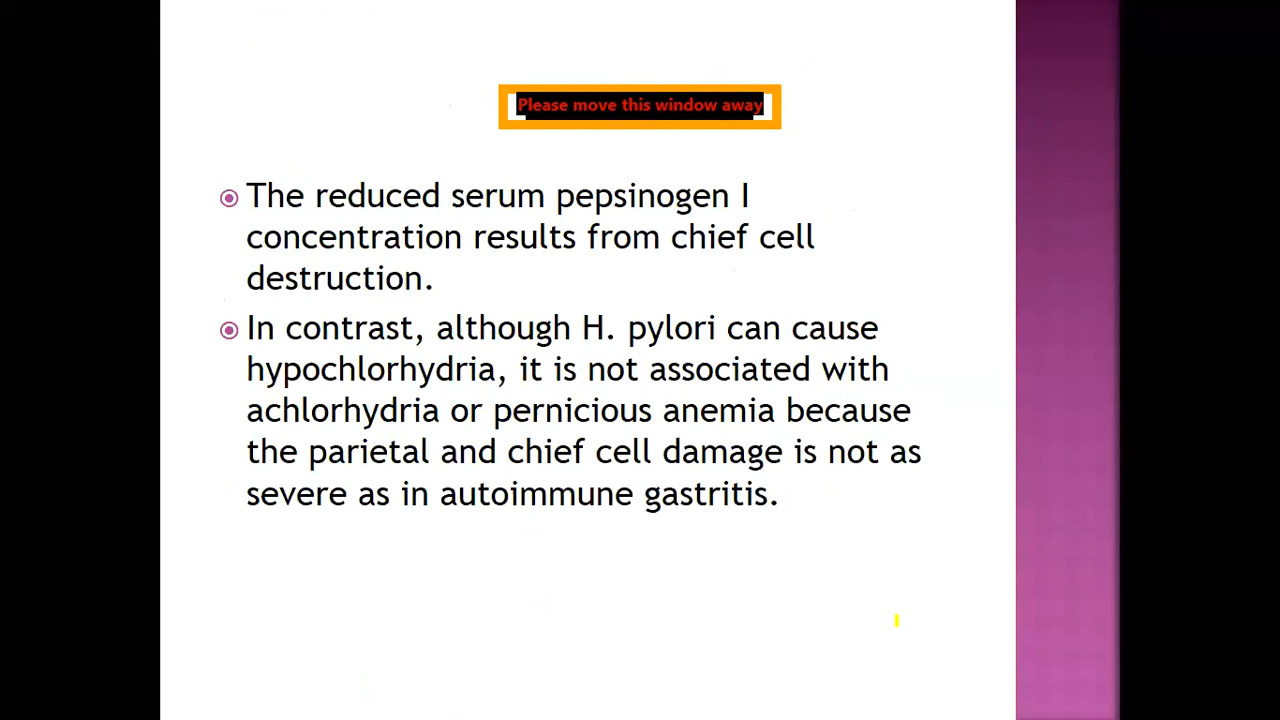 Please move this window away
The reduced serum pepsinogen I
concentration results from chief cell
destruction.
In contrast, although H. pylori can cause
hypochlorhydria, it is not associated with
achlorhydria or pernicious anemia because
the parietal and chief cell damage is not as
severe as in autoimmune gastritis.